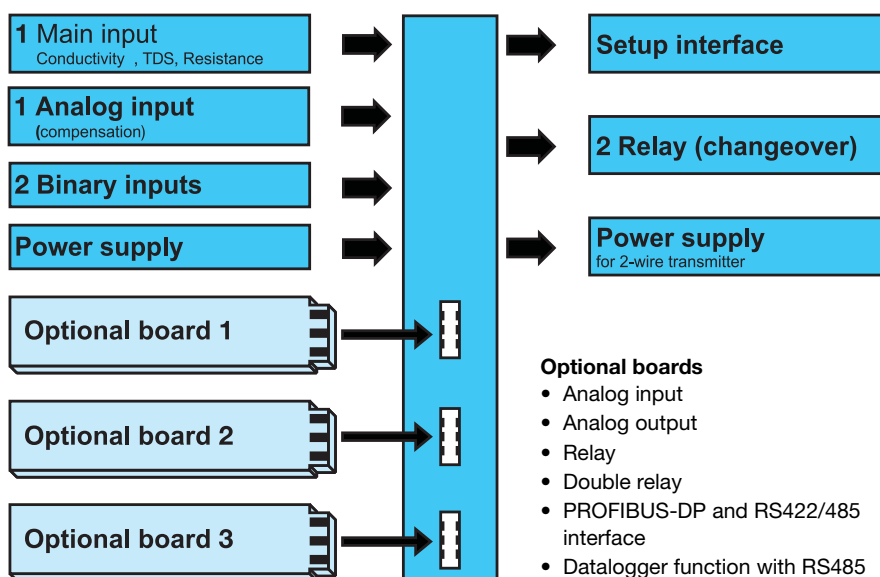 1 Main input
Conductivity , TDS, Resistance
1 Analog input
(compensation)
2 Binary inputs
Power supply
Optional board 1
Optional board 2
Optional board 3
Setup interface
2 Relay (changeover)
Power supply
for 2-wire transmitter
Optional boards
• Analog input
• Analog output
• Relay
• Double relay
• PROFIBUS-DP and RS422/485
interface
• Datalogger function with RS485